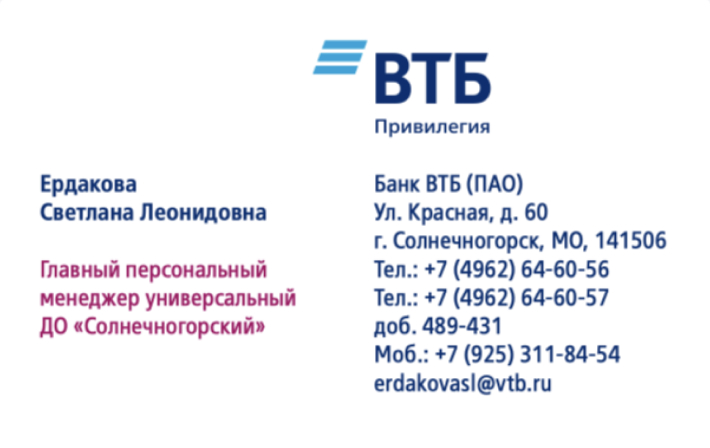 ВТБ
Привилегия
Ердакова
Светлана Леонидовна
Главный персональный
менеджер универсальный
ДО «Солнечногорский»
Банк ВТБ (ПАО)
Ул. Красная, д. 60
г. Солнечногорск, МО, 141506
Тел.: +7 (4962) 64-60-56
Тел.: +7 (4962) 64-60-57
доб. 489-431
Моб.: +7 (925) 311-84-54
erdakovasl@vtb.ru